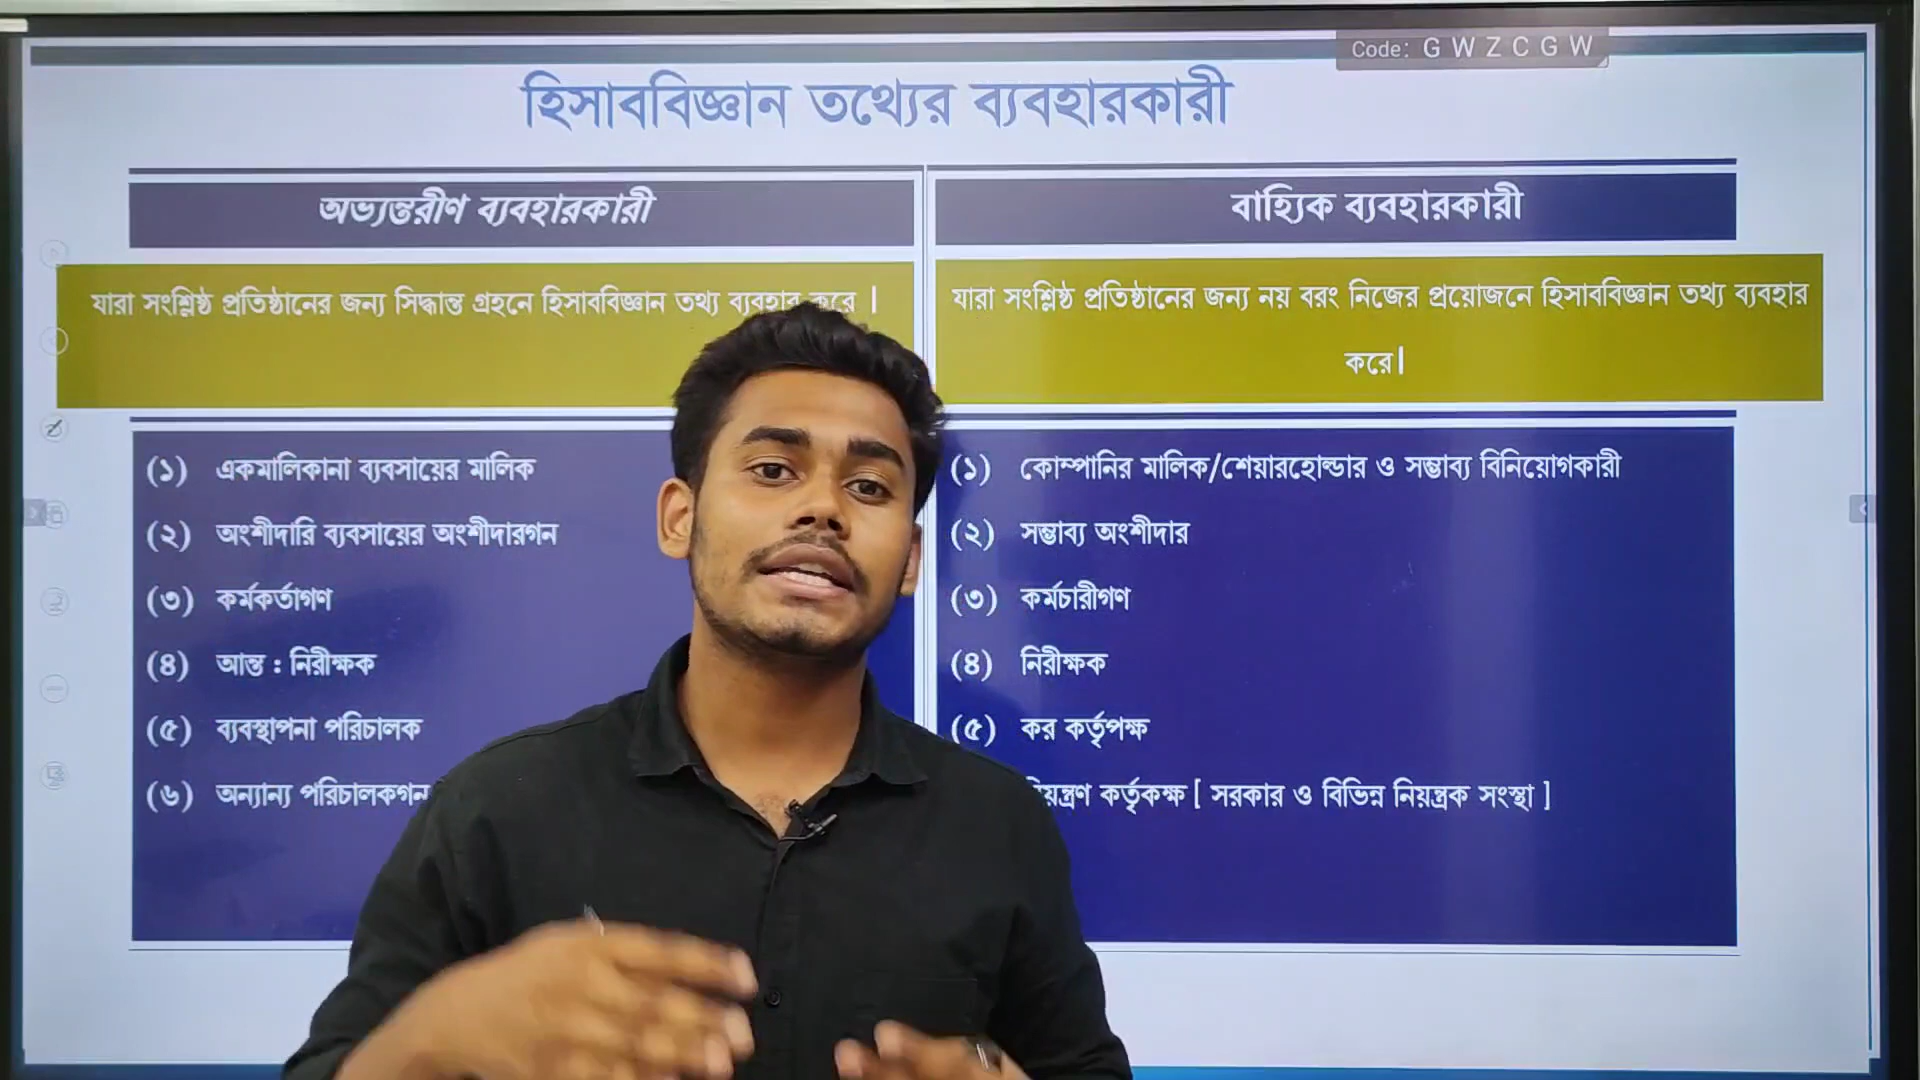 Code: G W Z C G W
হিসাববিজ্ঞান তথ্যের ব্যবহারকারী
অভ্যন্তরীণ ব্যবহারকারী
যারা সংশ্লিষ্ঠ প্রতিষ্ঠানের জন্য সিদ্ধান্ত গ্রহনে হিসাববিজ্ঞান তথ্য ব্যবহার করে |
(১) একমালিকানা ব্যবসায়ের মালিক
(২) অংশীদারি ব্যবসায়ের অংশীদারগন
(৩) কর্মকর্তাগণ
(৪) আন্ত : নিরীক্ষক
(৫) ব্যবস্থাপনা পরিচালক
(৬) অন্যান্য পরিচালকগন
বাহ্যিক ব্যবহারকারী
যারা সংশ্লিষ্ঠ প্রতিষ্ঠানের জন্য নয় বরং নিজের প্রয়োজনে হিসাববিজ্ঞান তথ্য ব্যবহার
করে|
(১) কোম্পানির মালিক/শেয়ারহোল্ডার ও সম্ভাব্য বিনিয়োগকারী
(২) সম্ভাব্য অংশীদার
(৩) কর্মচারীগণ
(৪) নিরীক্ষক
(৫) কর কর্তৃপক্ষ
কর্তৃকক্ষ [ সরকার ও বিভিন্ন নিয়ন্ত্রক সংস্থা ]